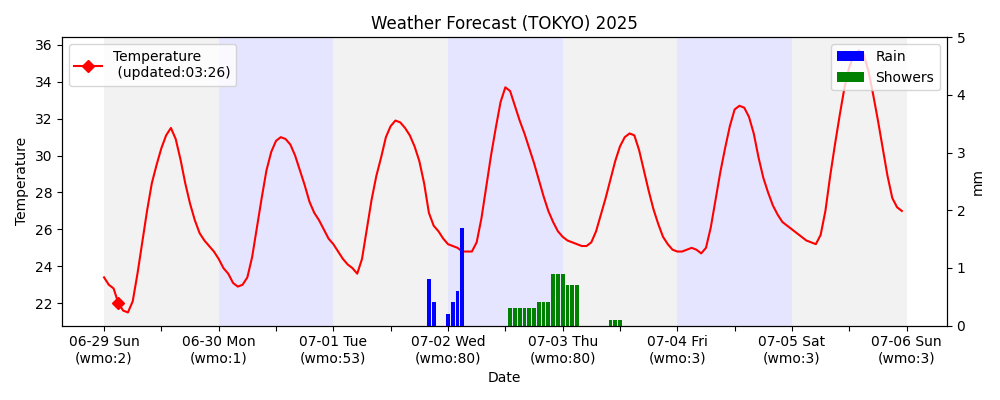 Weather Forecast (TOKYO) 2025
Temperature
(updated:03:26)
Rain
Showers
36
34
32
30
28
26
24
22
Temperature
5
4
3
2
1
0
mm
06-29 Sun
(wmo:2)
06-30 Mon
(wmo:1)
07-01 Tue
(wmo:53)
07-02 Wed
(wmo:80)
07-03 Thu
(wmo:80)
07-04 Fri
(wmo:3)
07-05 Sat
(wmo:3)
07-06 Sun
(wmo:3)
Date